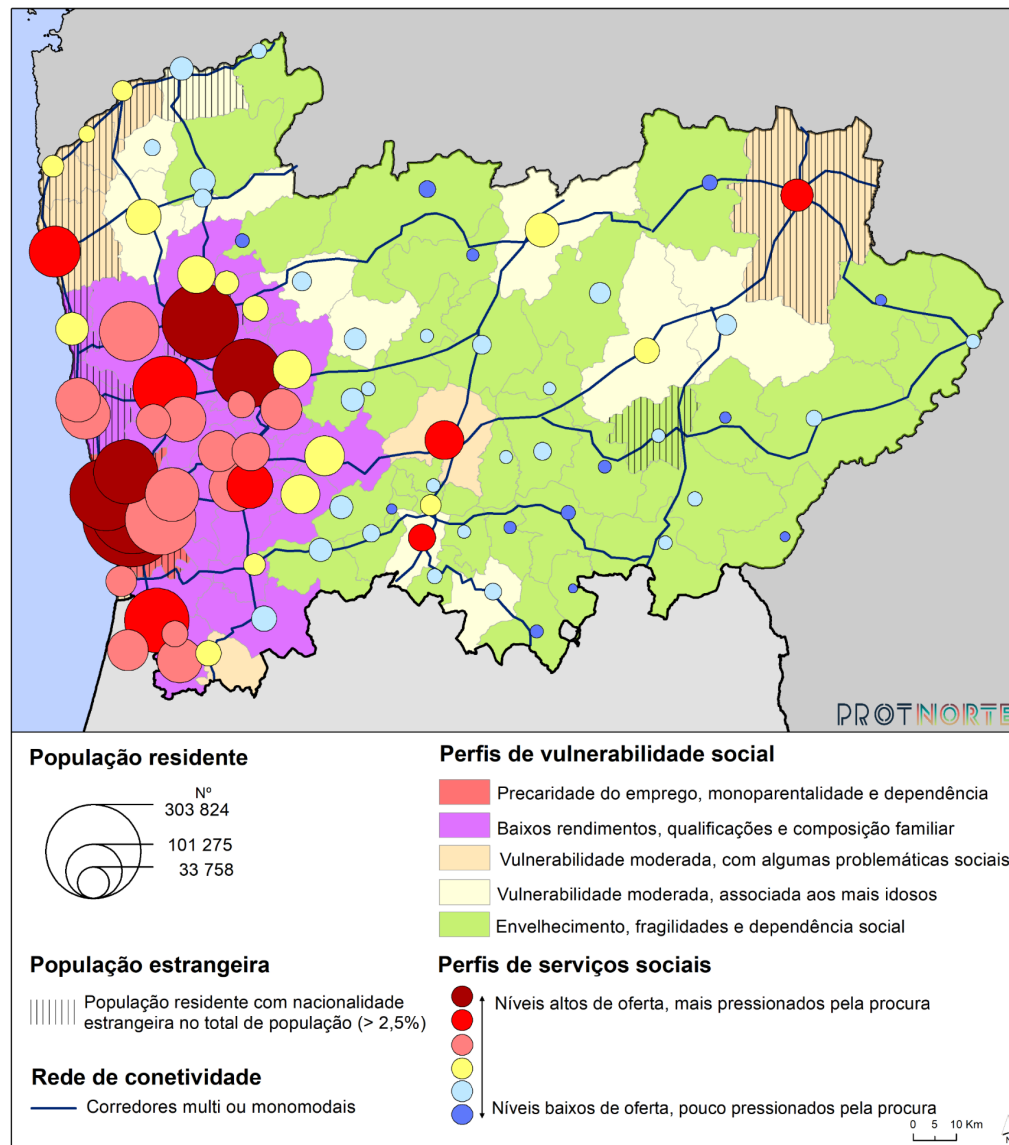 PROTNORTE
População residente
Nº
303 824
101 275
33 758
População estrangeira
População residente com nacionalidade
estrangeira no total de população (> 2,5%)
Rede de conetividade
Corredores multi ou monomodais
Perfis de vulnerabilidade social
Precaridade do emprego, monoparentalidade e dependência
Baixos rendimentos, qualificações e composição familiar
Vulnerabilidade moderada, com algumas problemáticas sociais
Vulnerabilidade moderada, associada aos mais idosos
Envelhecimento, fragilidades e dependência social
Perfis de serviços sociais
Níveis altos de oferta, mais pressionados pela procura
Níveis baixos de oferta, pouco pressionados pela procura
0 5 10 Km
N